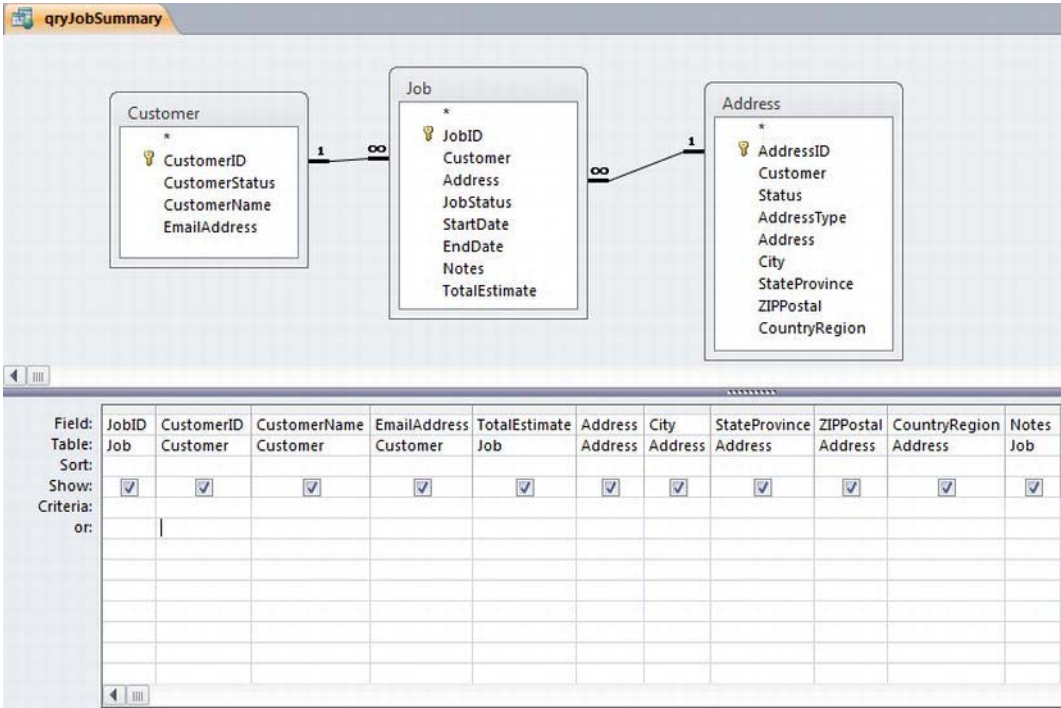 qryJobSummary
Customer
*
CustomerID
CustomerStatus
CustomerName
EmailAddress
1
∞
Job
*
JobID
Customer
Address
JobStatus
StartDate
EndDate
Notes
TotalEstimate
∞
1
Address
*
AddressID
Customer
Status
AddressType
Address
City
StateProvince
ZIPPostal
CountryRegion
Field: JobID CustomerID CustomerName EmailAddress TotalEstimate Address City StateProvince ZIPPostal CountryRegion Notes
Table: Job Customer Customer Customer Job Address Address Address Address Address Job
Sort:
Show:
Criteria:
or: